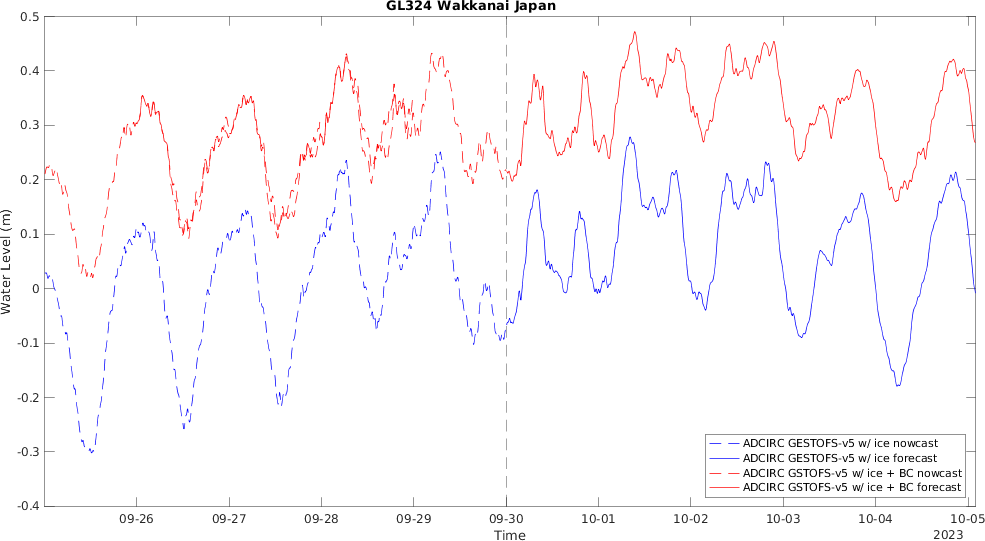 GL324 Wakkanai Japan
0.5
0.4
0.3
0.2
0.1
0
-0.1
-0.2
-0.3
-0.4
Water Level (m)
ADCIRC GESTOFS-v5 w/ ice nowcast
ADCIRC GESTOFS-v5 w/ ice forecast
ADCIRC GSTOFS-v5 w/ ice + BC nowcast
ADCIRC GSTOFS-v5 w/ ice + BC forecast
09-26 09-27 09-28 09-29 09-30 10-01 10-02 10-03 10-04 10-05
Time
2023